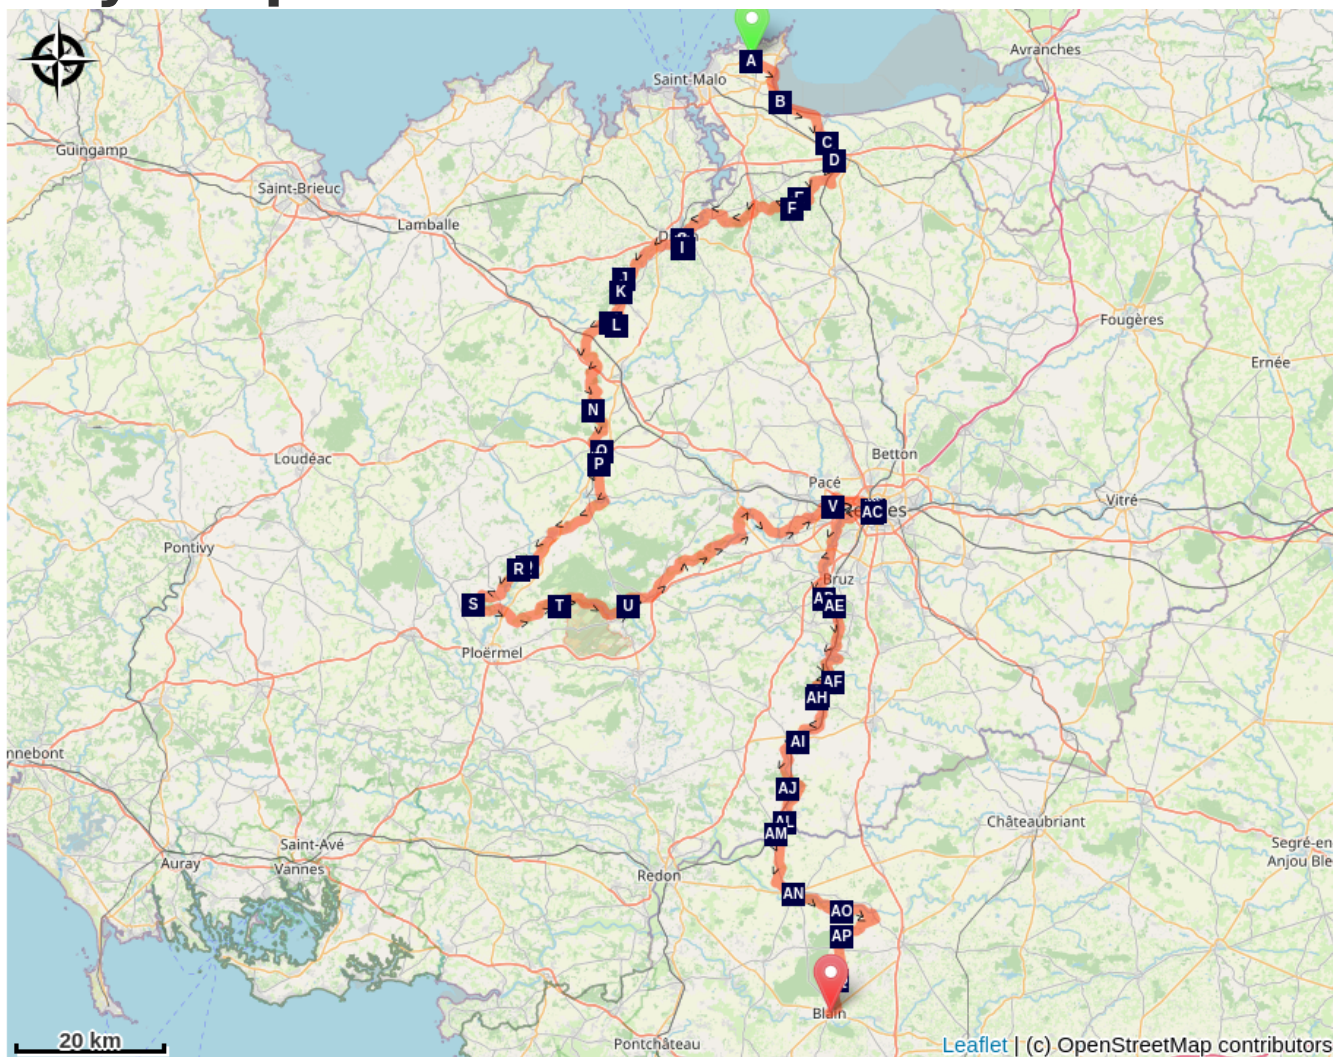 A
Avranches
Saint-Malo
B
C
D
Guingamp
Saint-Brieuc
F
Lamballe
I
J
K
L
Fougères
Ernée
N
Betton
Loudéac
P
Pacé
Vitré
V
AC
Pontivy
R
Bruz
S
T
U
AE
Ploërmel
AF
AH
AI
AJ
AL
AM
Châteaubriant
Saint-Avé
Segré-en
Anjou Ble
Auray
Vannes
Redon
AN
AO
AP
Blain
Pontchâteau
20 km
Leaflet | (c) OpenStreetMap contributors